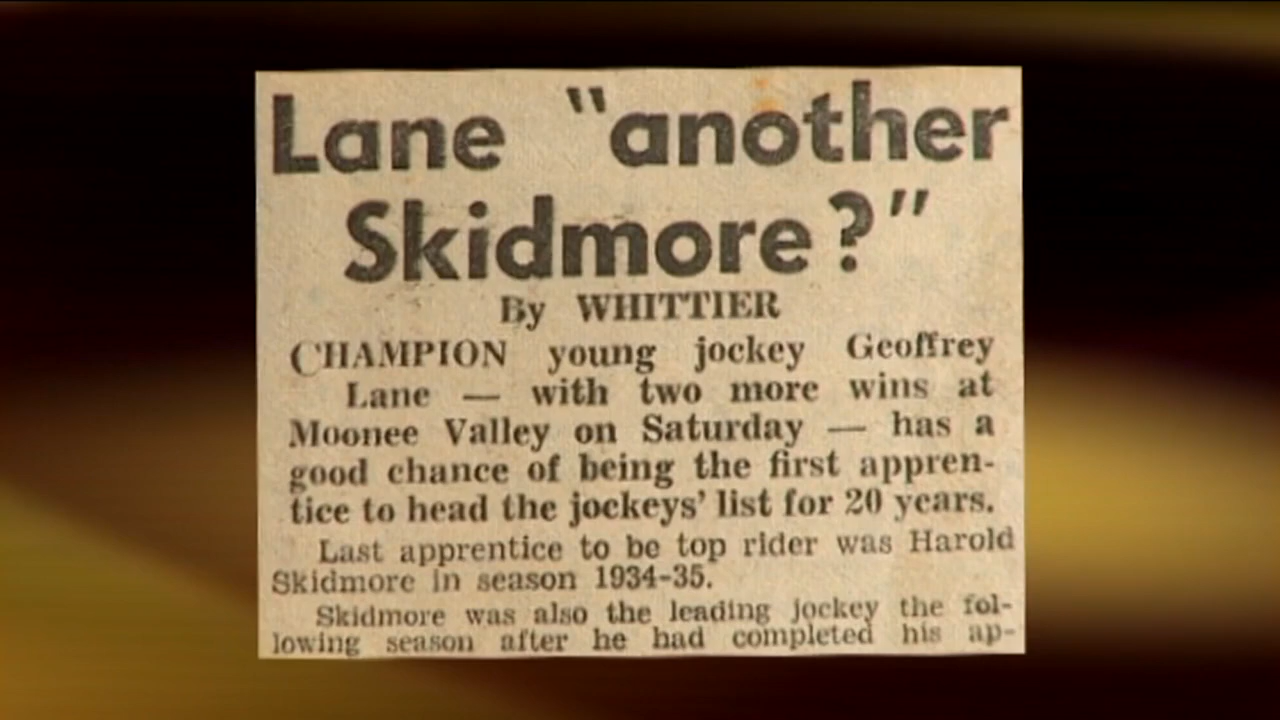 Lane "another
Skidmore?"
By WHITTIER
CHAMPION young jockey Geoffrey
Lane — with two more wins at
Moonee Valley on Saturday — has a
good chance of being the first appren-
tice to head the jockeys' list for 20 years.
Last apprentice to be top rider was Harold
Skidmore in season 1934-35.
Skidmore was also the leading jockey the fol-
lowing season after he had completed his ap-